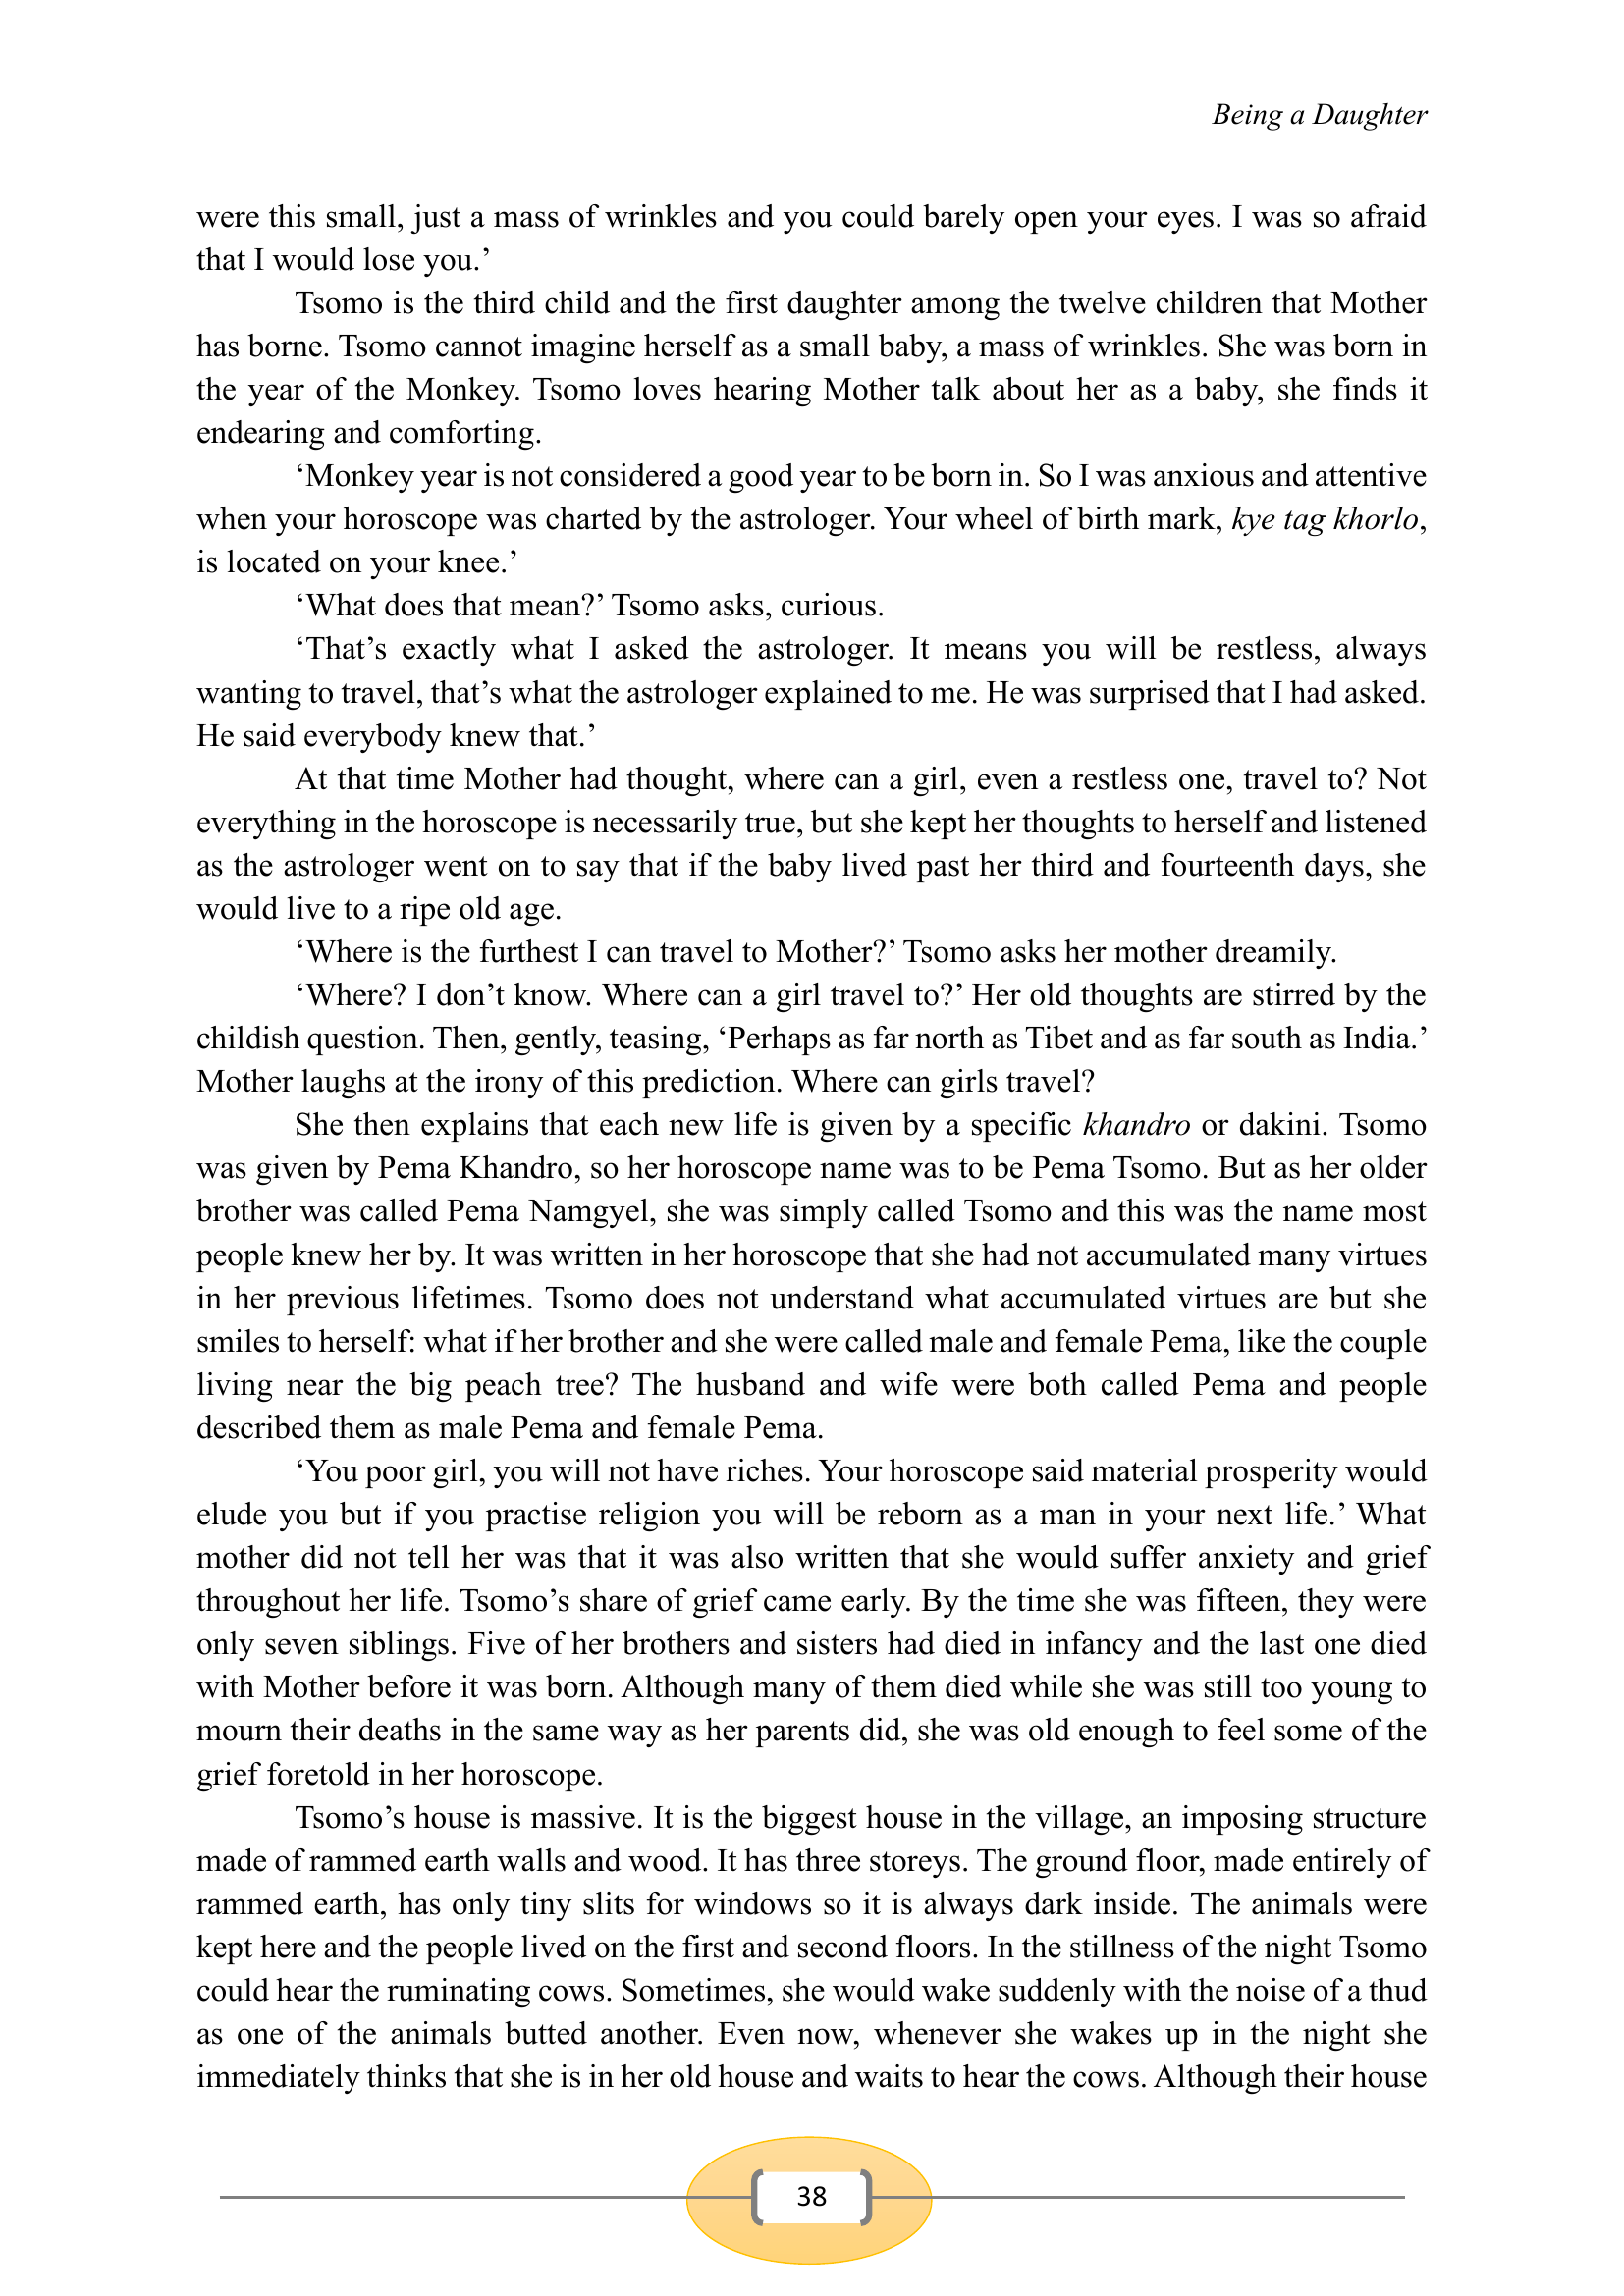 Being a Daughter
were this small, just a mass of wrinkles and you could barely open your eyes. I was so afraid
that I would lose you.’
Tsomo is the third child and the first daughter among the twelve children that Mother
has borne. Tsomo cannot imagine herself as a small baby, a mass of wrinkles. She was born in
the year of the Monkey. Tsomo loves hearing Mother talk about her as a baby, she finds it
endearing and comforting.
‘Monkey year is not considered a good year to be born in. So I was anxious and attentive
when your horoscope was charted by the astrologer. Your wheel of birth mark, kye tag khorlo,
is located on your knee.’
‘What does that mean?’ Tsomo asks, curious.
‘That’s exactly what I asked the astrologer. It means you will be restless, always
wanting to travel, that’s what the astrologer explained to me. He was surprised that I had asked.
He said everybody knew that.’
At that time Mother had thought, where can a girl, even a restless one, travel to? Not
everything in the horoscope is necessarily true, but she kept her thoughts to herself and listened
as the astrologer went on to say that if the baby lived past her third and fourteenth days, she
would live to a ripe old age.
‘Where is the furthest I can travel to Mother?’ Tsomo asks her mother dreamily.
‘Where? I don’t know. Where can a girl travel to?’ Her old thoughts are stirred by the
childish question. Then, gently, teasing, ‘Perhaps as far north as Tibet and as far south as India.’
Mother laughs at the irony of this prediction. Where can girls travel?
She then explains that each new life is given by a specific khandro or dakini. Tsomo
was given by Pema Khandro, so her horoscope name was to be Pema Tsomo. But as her older
brother was called Pema Namgyel, she was simply called Tsomo and this was the name most
people knew her by. It was written in her horoscope that she had not accumulated many virtues
in her previous lifetimes. Tsomo does not understand what accumulated virtues are but she
smiles to herself: what if her brother and she were called male and female Pema, like the couple
living near the big peach tree? The husband and wife were both called Pema and people
described them as male Pema and female Pema.
‘You poor girl, you will not have riches. Your horoscope said material prosperity would
elude you but if you practise religion you will be reborn as a man in your next life.’ What
mother did not tell her was that it was also written that she would suffer anxiety and grief
throughout her life. Tsomo’s share of grief came early. By the time she was fifteen, they were
only seven siblings. Five of her brothers and sisters had died in infancy and the last one died
with Mother before it was born. Although many of them died while she was still too young to
mourn their deaths in the same way as her parents did, she was old enough to feel some of the
grief foretold in her horoscope.
Tsomo’s house is massive. It is the biggest house in the village, an imposing structure
made of rammed earth walls and wood. It has three storeys. The ground floor, made entirely of
rammed earth, has only tiny slits for windows so it is always dark inside. The animals were
kept here and the people lived on the first and second floors. In the stillness of the night Tsomo
could hear the ruminating cows. Sometimes, she would wake suddenly with the noise of a thud
as one of the animals butted another. Even now, whenever she wakes up in the night she
immediately thinks that she is in her old house and waits to hear the cows. Although their house
38